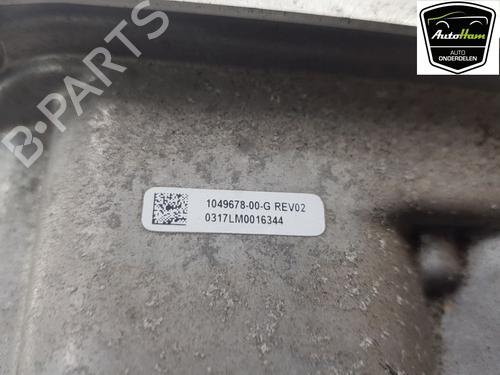 AutoHam
AUTO
ONDERDELEN
B-PARTS
1049678-00-G REV02
0317LM0016344